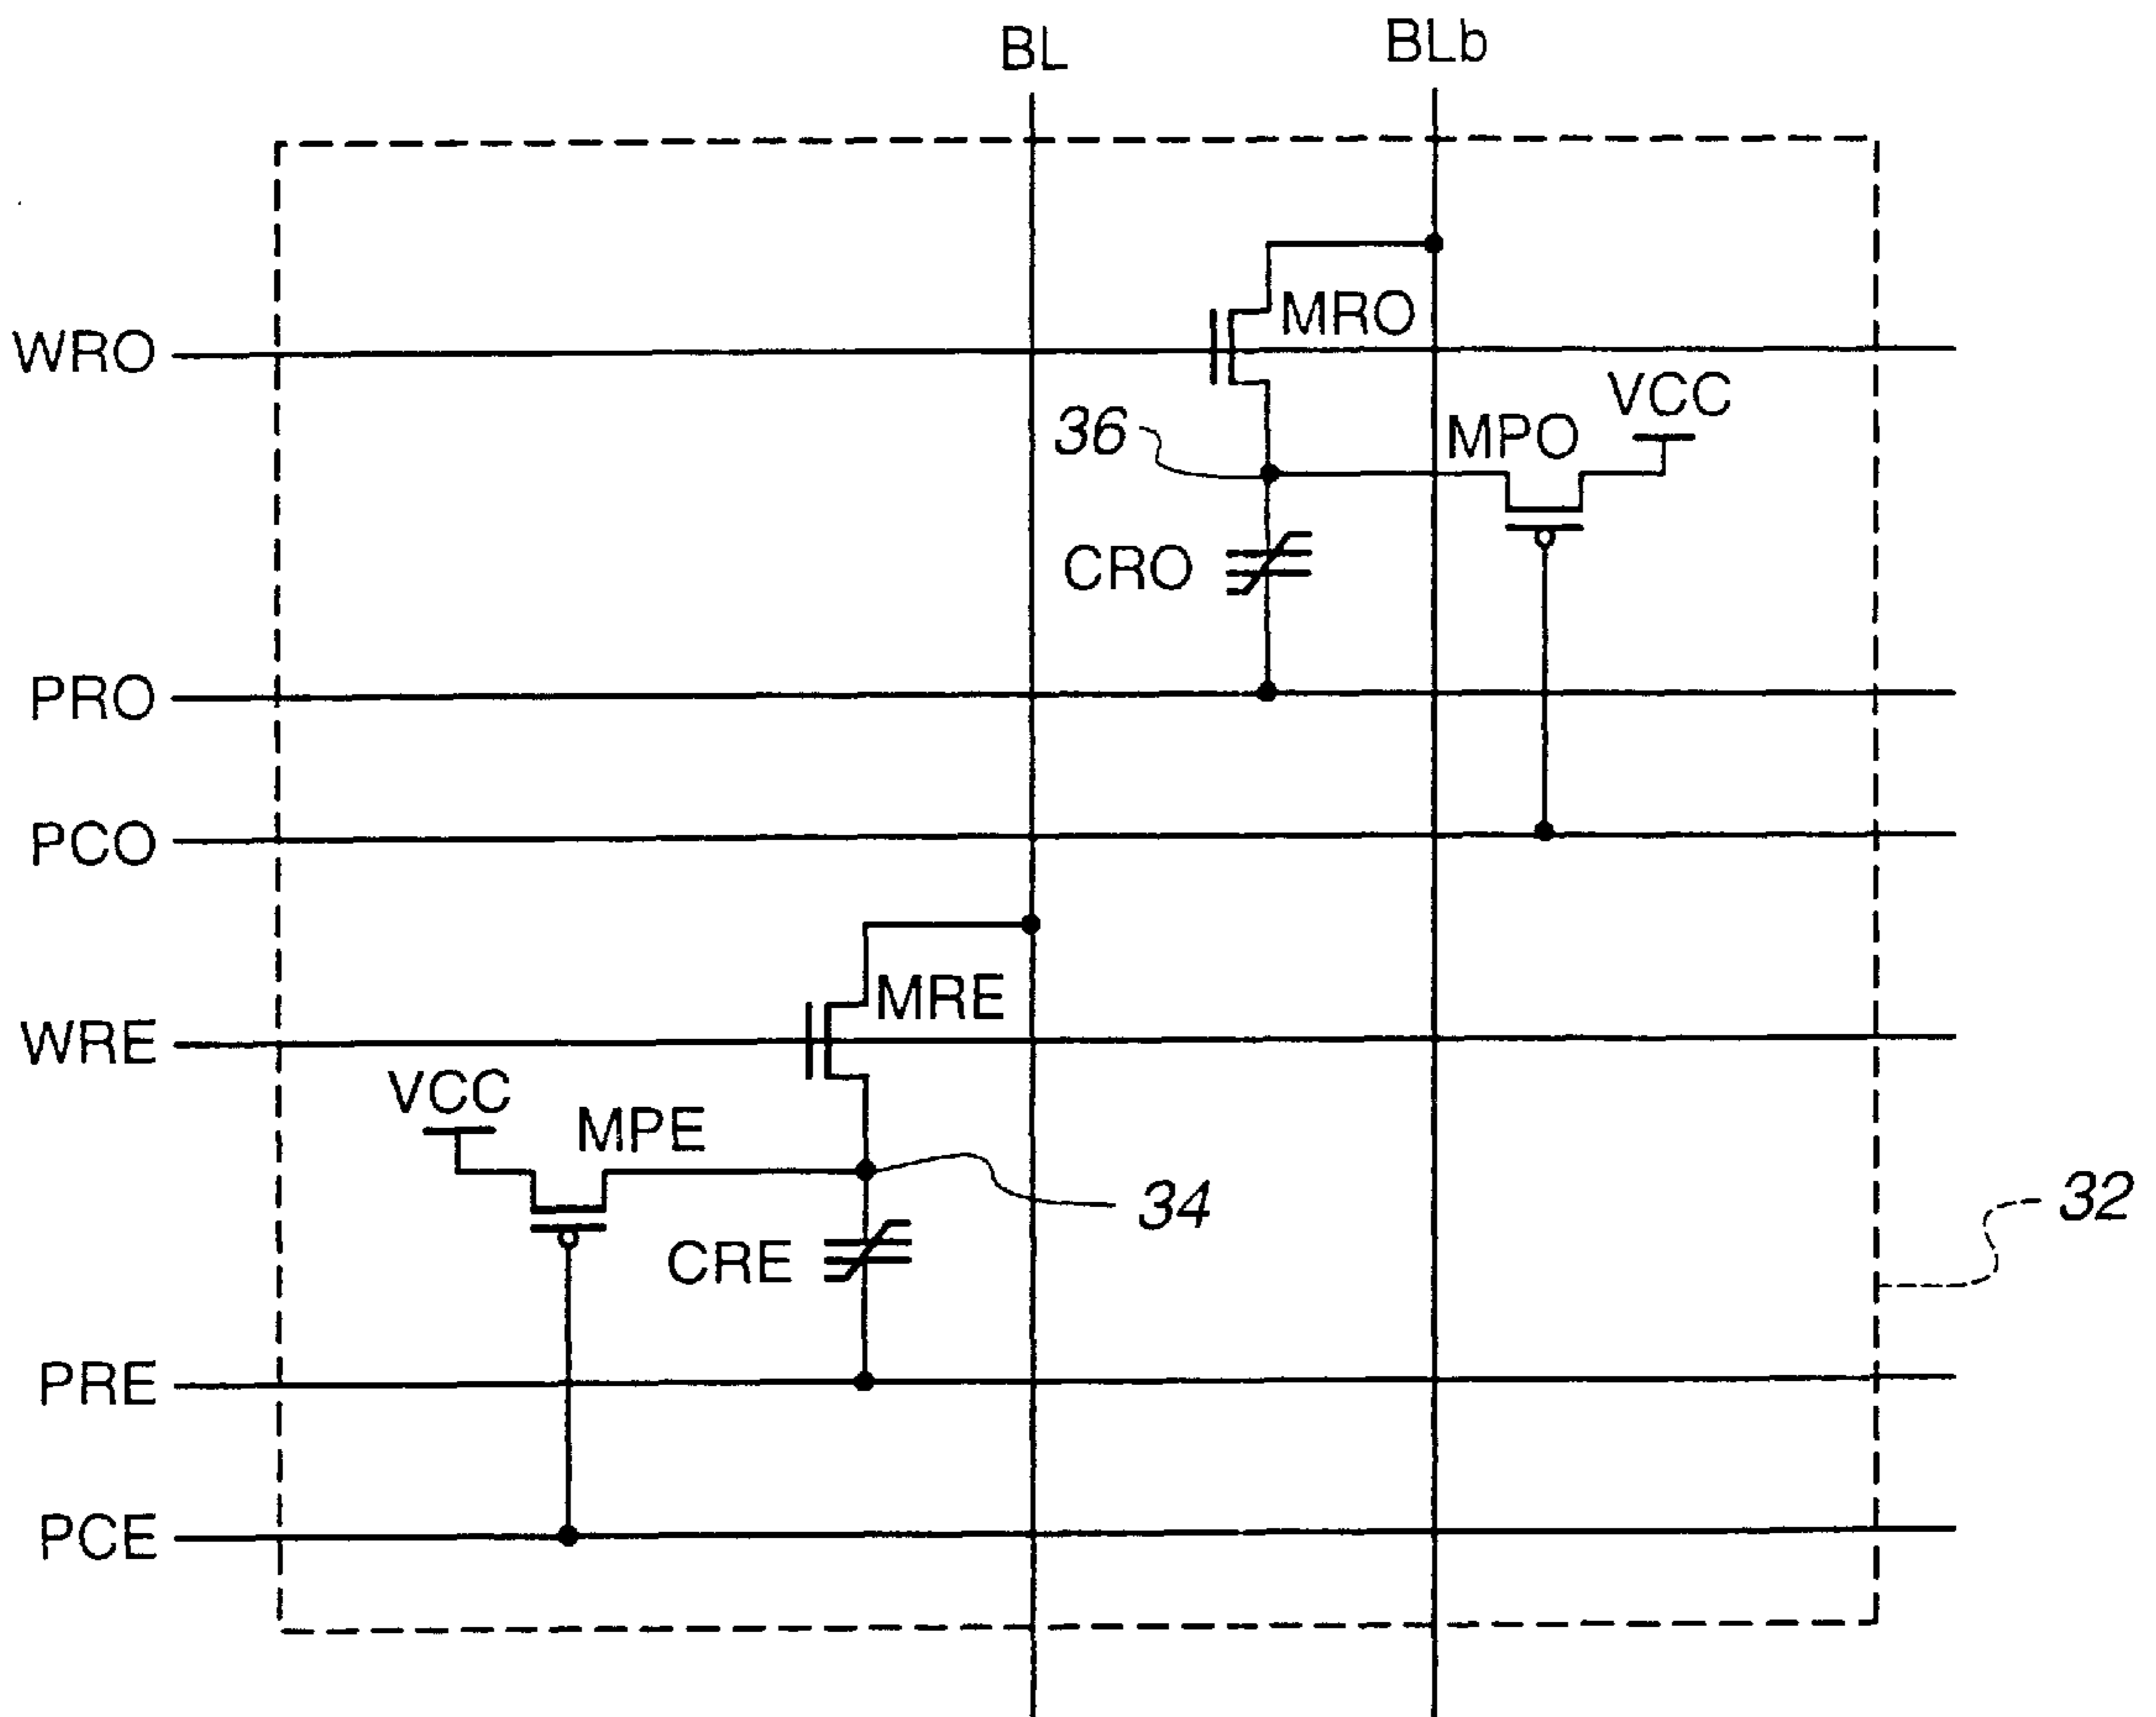 BL
BLb
WRO
MRO
VCC
36
MPO
CRO
PRO
PCO
MRE
WRE
VCC
MPE
34
32
CRE
PRE
PCE